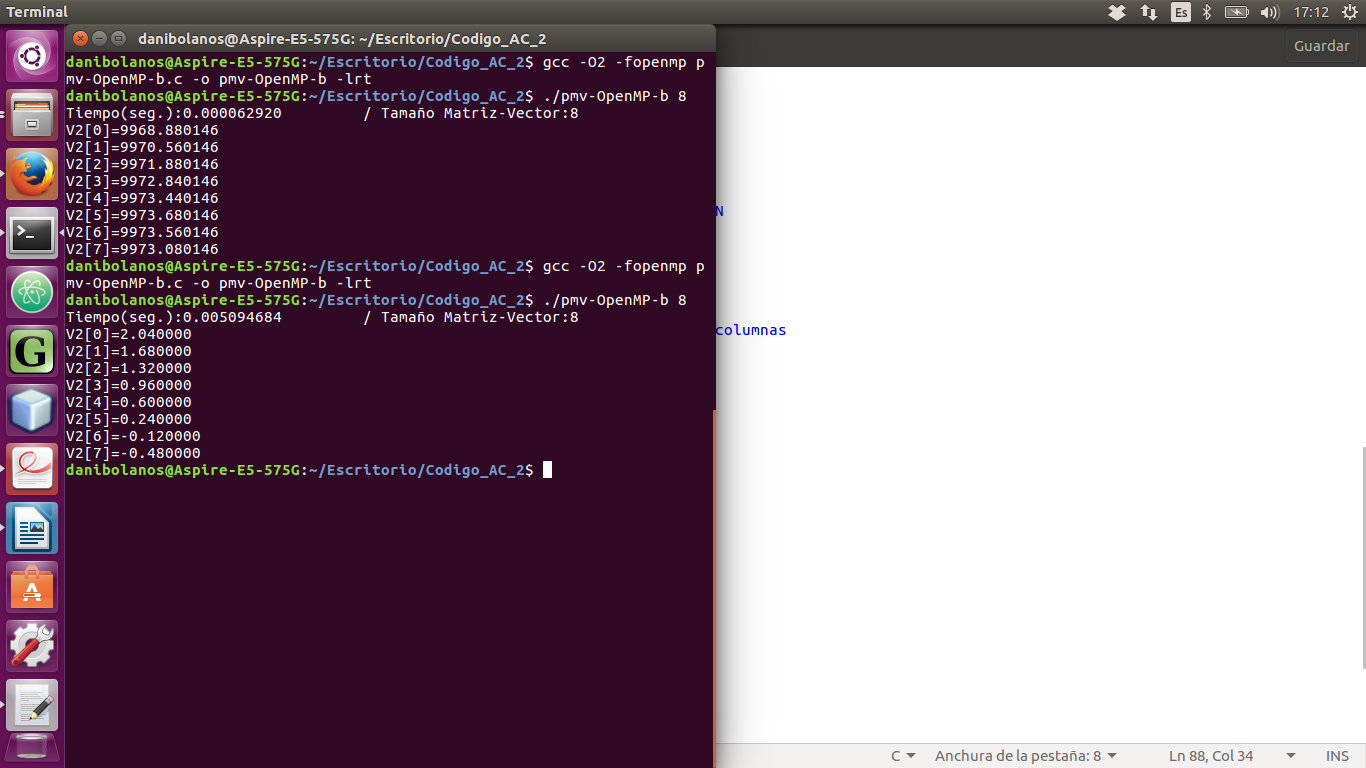 Terminal
Es
17:12
danibolanos@Aspire-E5-575G: ~/Escritorio/Codigo_AC_2
Guardar
danibolanos@Aspire-E5-575G:~/Escritorio/Codigo_AC_2$ gcc -O2 -fopenmp p
mv-OpenMP-b.c -o pmv-OpenMP-b -lrt
danibolanos@Aspire-E5-575G:~/Escritorio/Codigo_AC_2$ ./pmv-OpenMP-b 8
Tiempo(seg.):0.000062920 / Tamaño Matriz-Vector:8
V2[0]=9968.880146
V2[1]=9970.560146
V2[2]=9971.880146
V2[3]=9972.840146
V2[4]=9973.440146
V2[5]=9973.680146
V2[6]=9973.560146
V2[7]=9973.080146
danibolanos@Aspire-E5-575G:~/Escritorio/Codigo_AC_2$ gcc -O2 -fopenmp p
mv-OpenMP-b.c -o pmv-OpenMP-b -lrt
danibolanos@Aspire-E5-575G:~/Escritorio/Codigo_AC_2$ ./pmv-OpenMP-b 8
Tiempo(seg.):0.005094684 / Tamaño Matriz-Vector:8
V2[0]=2.040000
V2[1]=1.680000
V2[2]=1.320000
V2[3]=0.960000
V2[4]=0.600000
V2[5]=0.240000
V2[6]=-0.120000
V2[7]=-0.480000
danibolanos@Aspire-E5-575G:~/Escritorio/Codigo_AC_2$
N
columnas
C
Anchura de la pestaña: 8
Ln 88, Col 34
INS